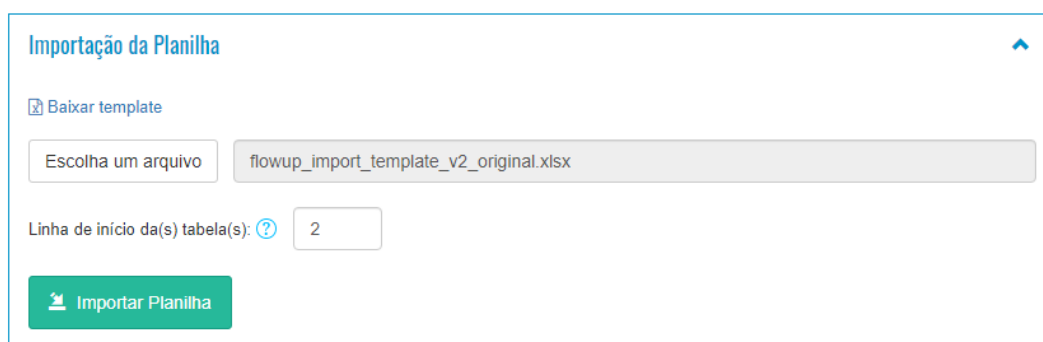 Importação da Planilha
Baixar template
Escolha um arquivo flowup_import_template_v2_original.xlsx
Linha de início da(s) tabela(s): ? 2
Importar Planilha